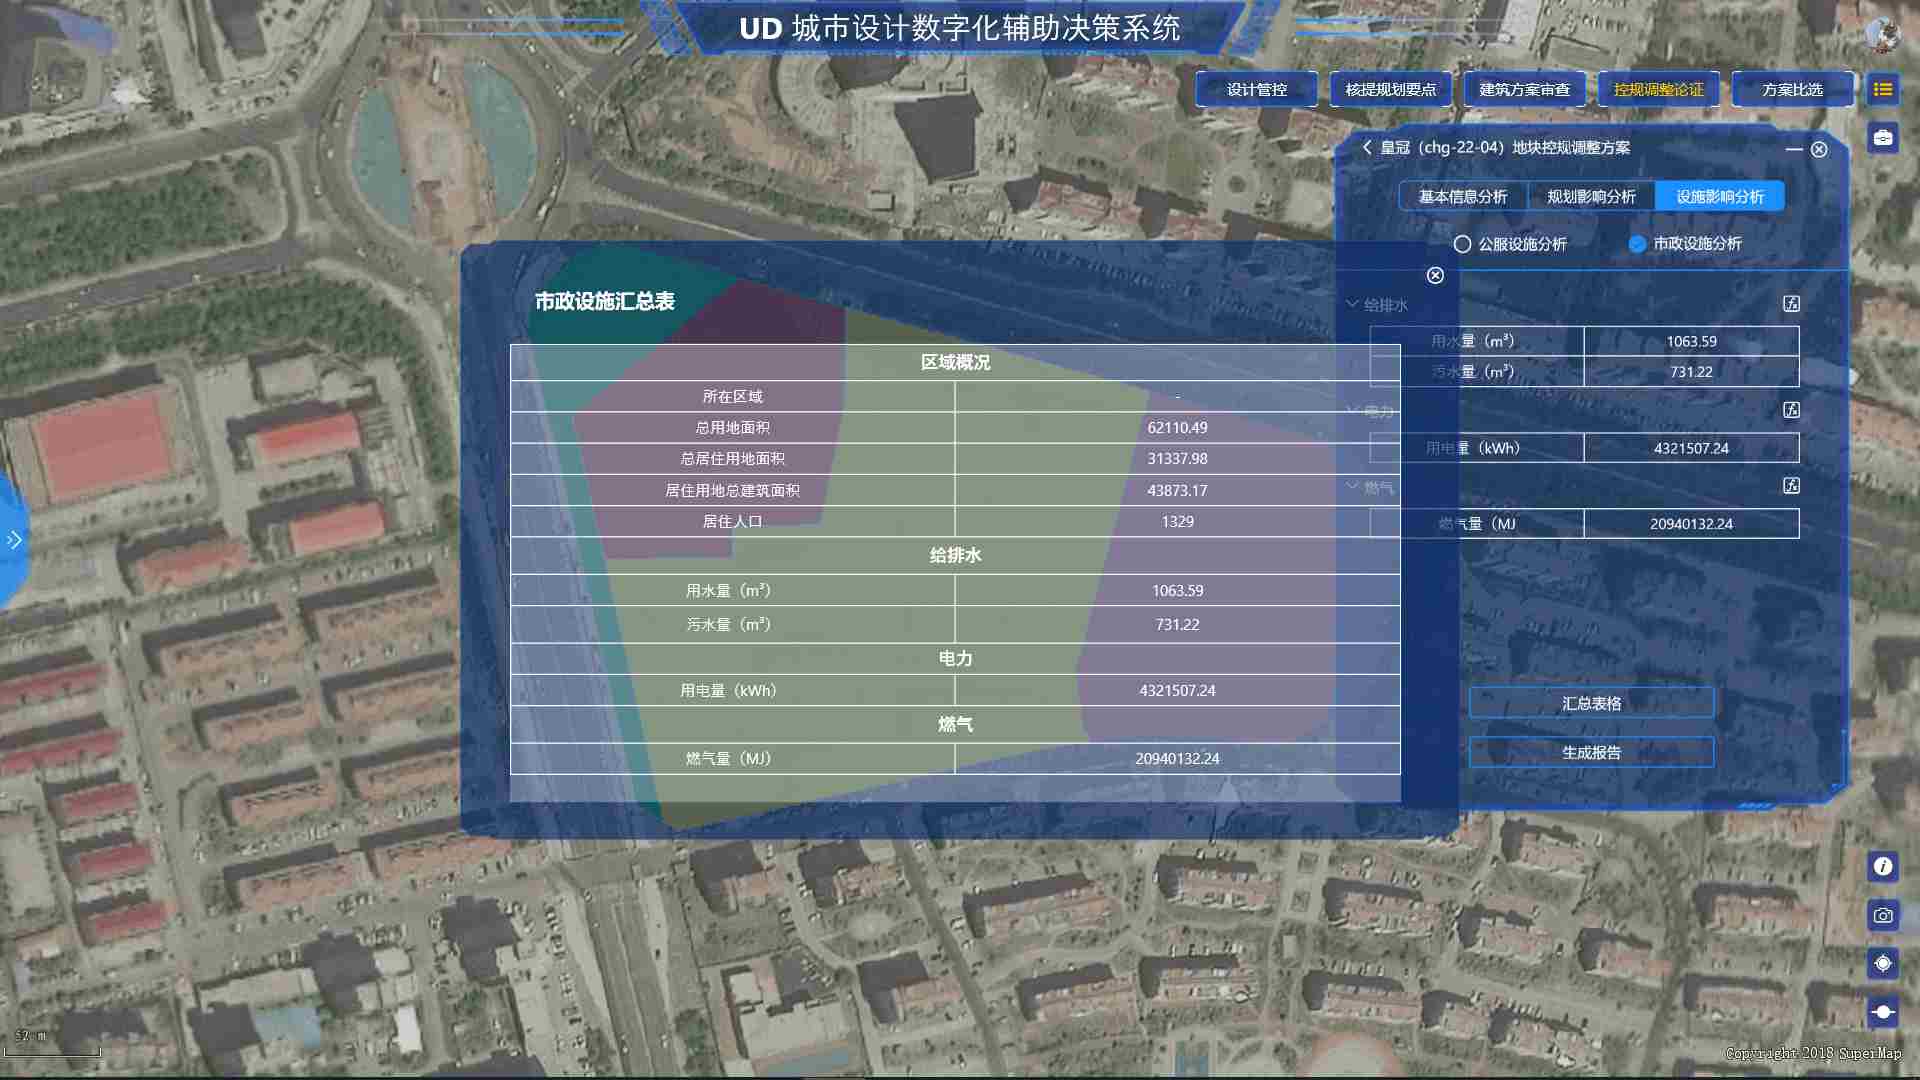 UD 城市设计数字化辅助决策系统
设计管控
核提规划要点
建筑方案审查
控规调整论证
方案比选
皇冠（chg-22-04）地块控规调整方案
基本信息分析
规划影响分析
设施影响分析
公服设施分析
市政设施分析
给排水
用水量（m³） 1063.59
污水量（m³） 731.22
电力
用电量（kWh） 4321507.24
燃气
燃气量（MJ 20940132.24
汇总表格
生成报告
市政设施汇总表
区域概况
所在区域 -
总用地面积 62110.49
总居住用地面积 31337.98
居住用地总建筑面积 43873.17
居住人口 1329
给排水
用水量（m³） 1063.59
污水量（m³） 731.22
电力
用电量（kWh） 4321507.24
燃气
燃气量（MJ） 20940132.24
52 m
Copyright 2018 SuperMap